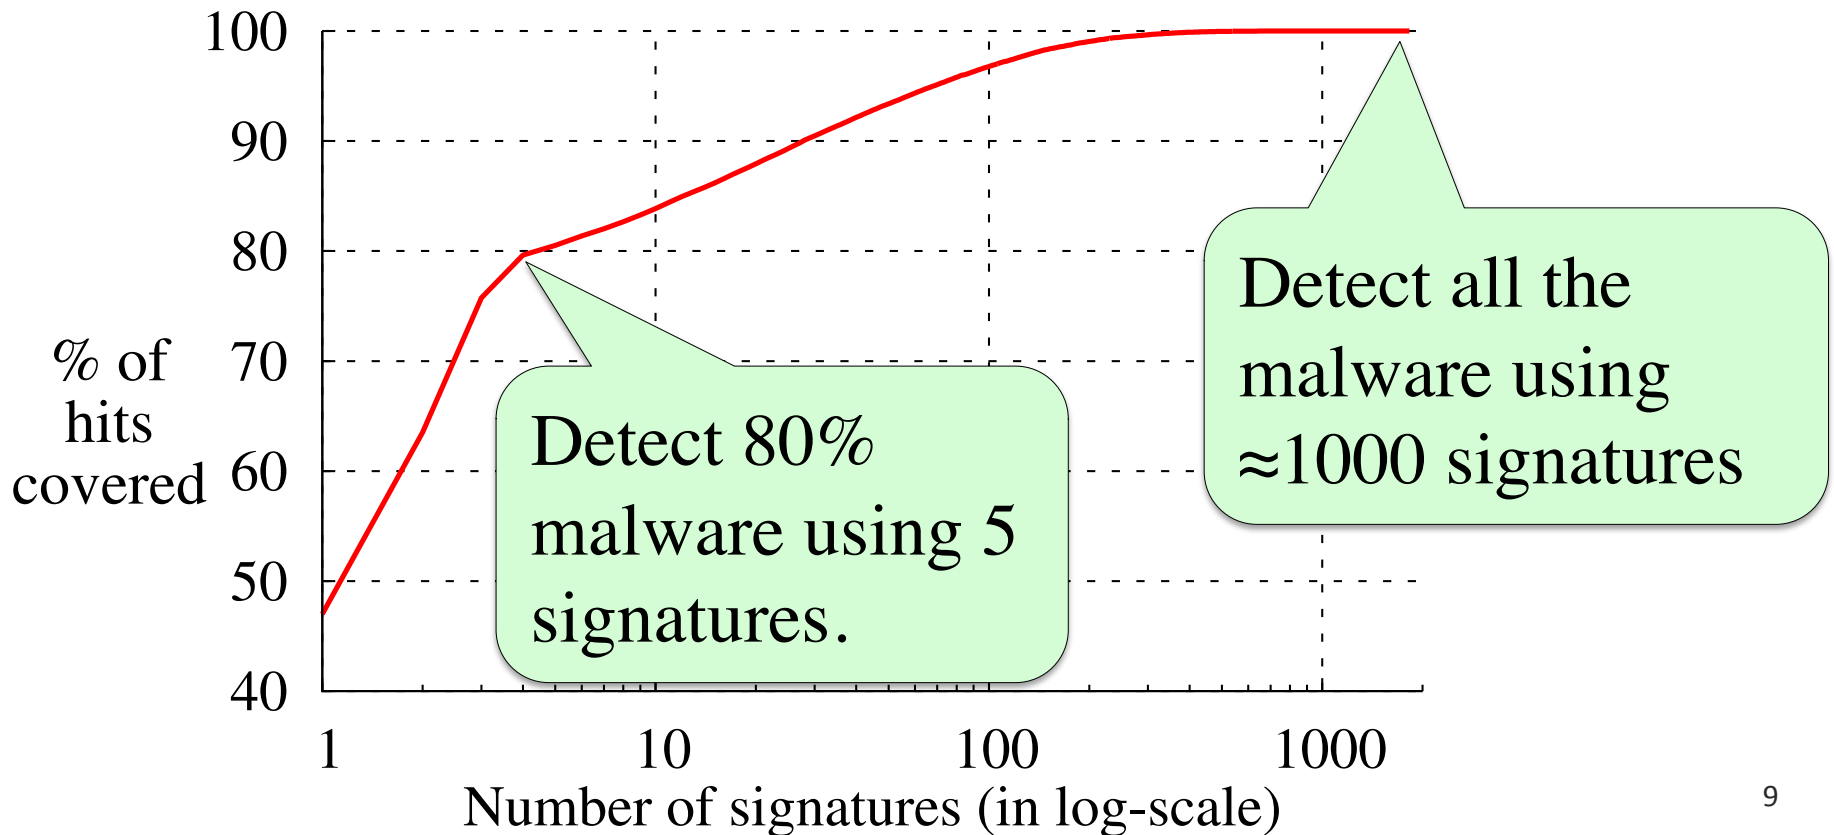 100
90
80
70
60
50
40
% of
hits
covered
Detect 80%
malware using 5
signatures.
Detect all the
malware using
≈1000 signatures
1 10 100 1000
Number of signatures (in log-scale)
9